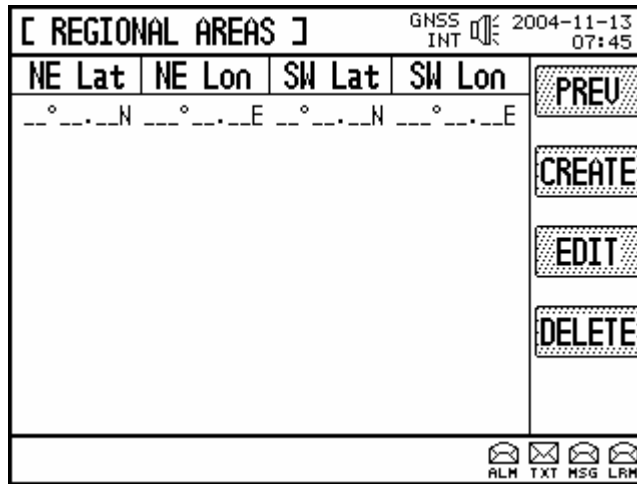 [ REGIONAL AREAS ] GNSS INT 2004-11-13 07:45
NE Lat NE Lon SW Lat SW Lon
__°__.__N ___°__.__E __°__.__N ___°__.__E
PREV
CREATE
EDIT
DELETE
ALM TXT MSG LRM